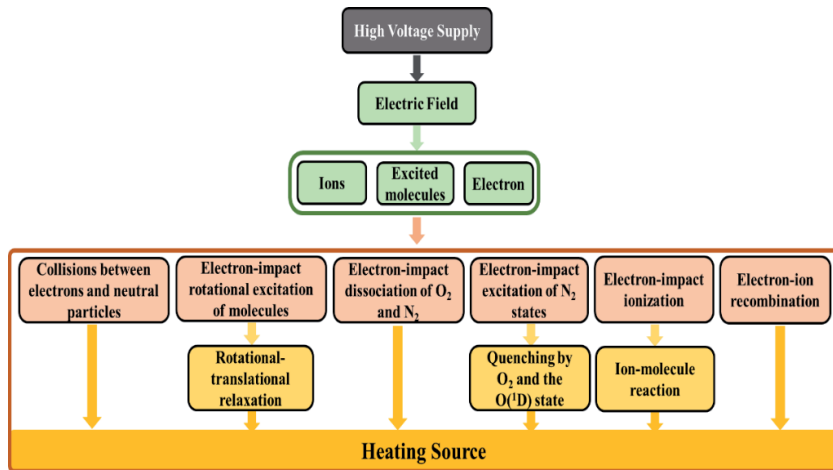 High Voltage Supply
Electric Field
Ions
Excited
molecules
Electron
Collisions between
electrons and neutral
particles
Electron-impact
rotational excitation
of molecules
Electron-impact
dissociation of O₂
and N₂
Electron-impact
excitation of N₂
states
Electron-impact
ionization
Electron-ion
recombination
Rotational-
translational
relaxation
Quenching by
O₂ and the
O(¹D) state
Ion-molecule
reaction
Heating Source